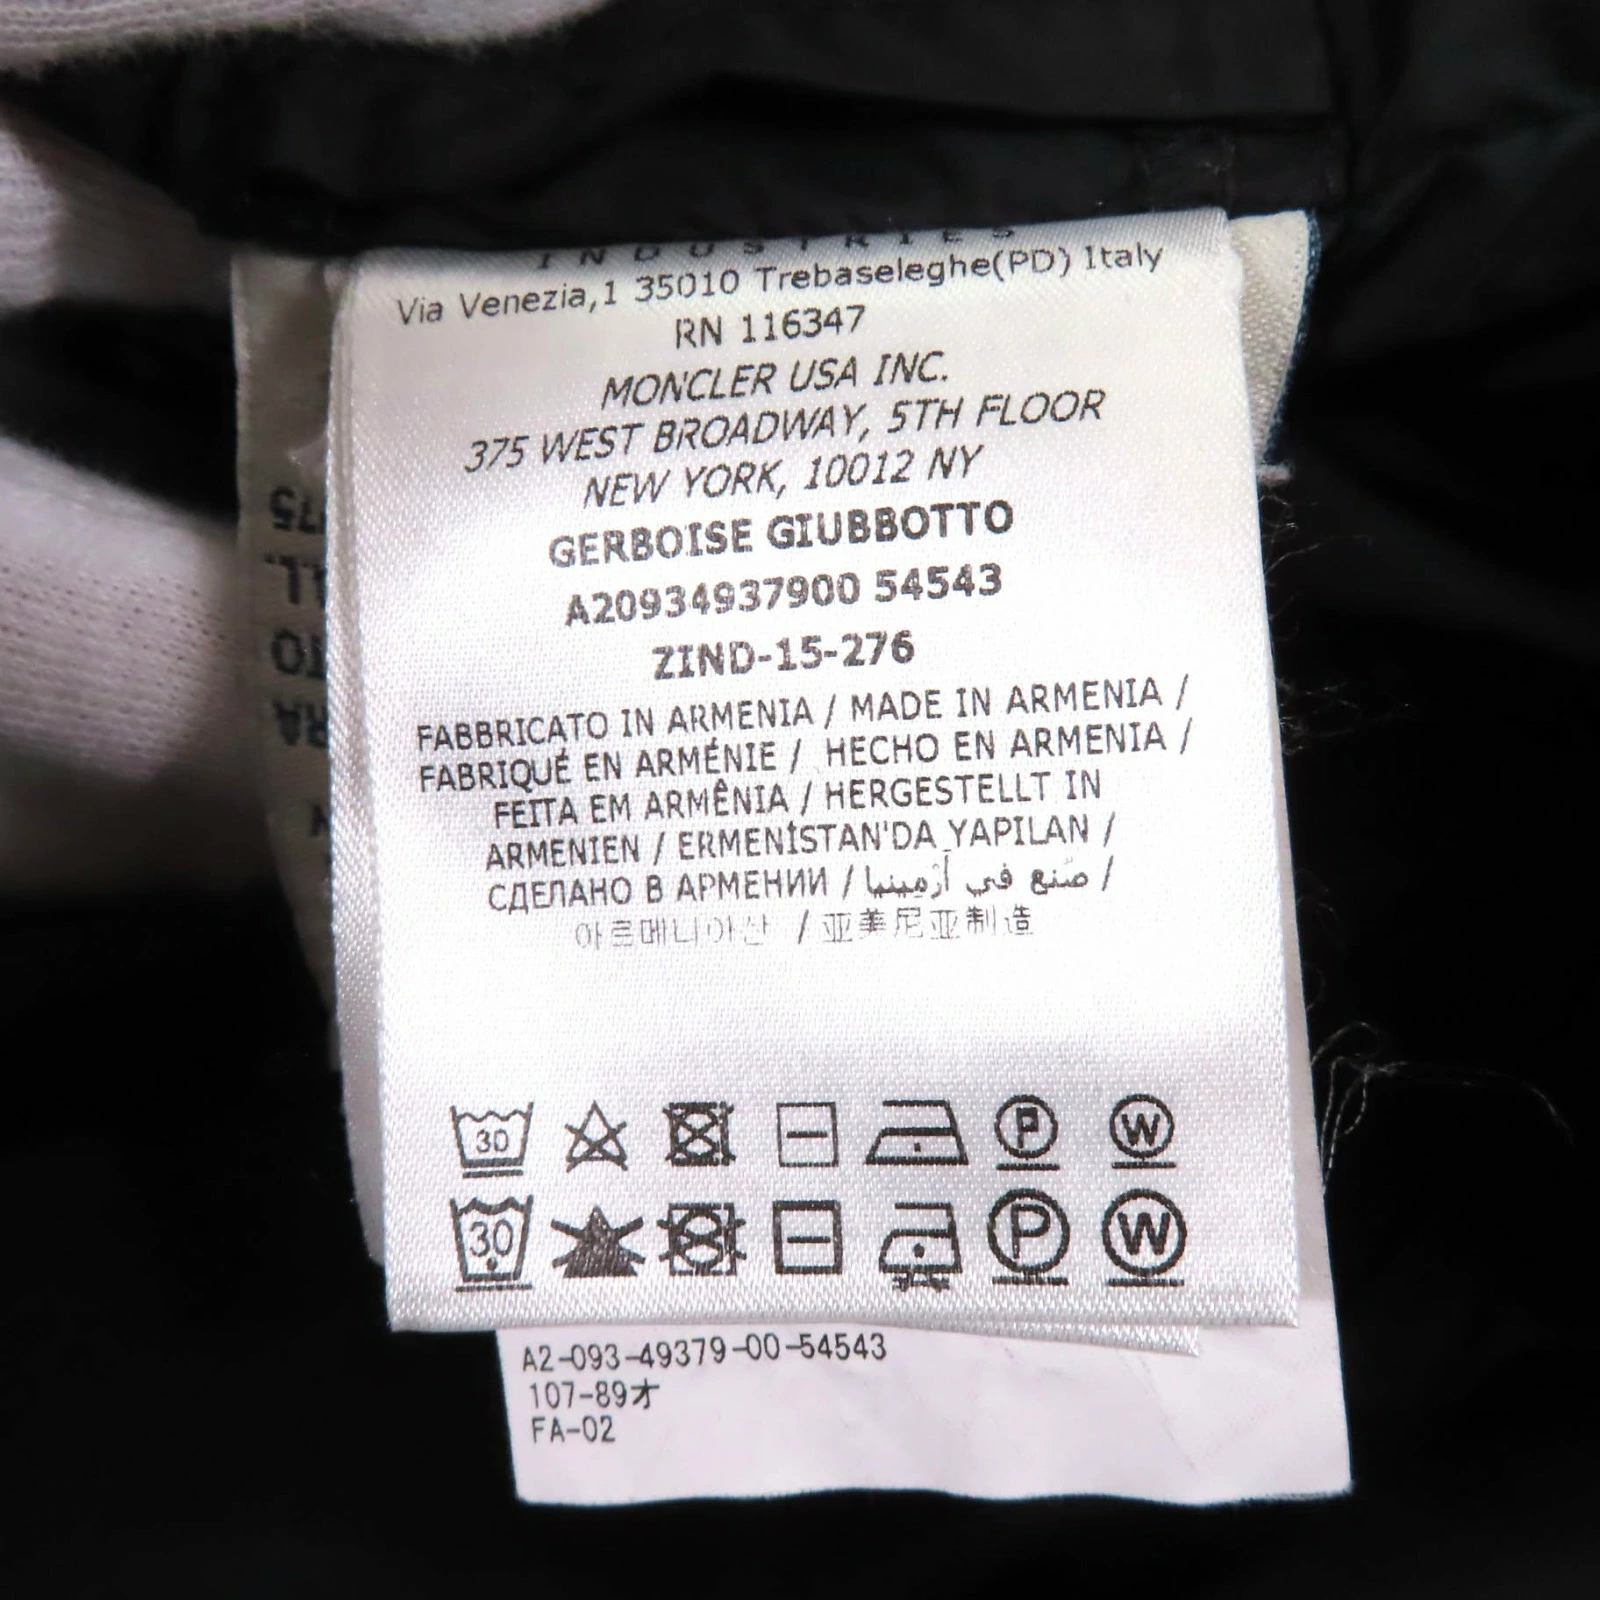 INDUSTRIES
Via Venezia,1 35010 Trebaseleghe(PD) Italy
RN 116347
MONCLER USA INC.
375 WEST BROADWAY, 5TH FLOOR
NEW YORK, 10012 NY
GERBOISE GIUBBOTTO
A20934937900 54543
ZIND-15-276
FABBRICATO IN ARMENIA / MADE IN ARMENIA /
FABRIQUÉ EN ARMÉNIE / HECHO EN ARMENIA /
FEITA EM ARMÊNIA / HERGESTELLT IN
ARMENIEN / ERMENİSTAN'DA YAPILAN /
СДЕЛАНО В АРМЕНИИ / صنع في أرمينيا /
아르메니아산 / 亚美尼亚制造
30 P W
30 P W
A2-093-49379-00-54543
107-89才
FA-02